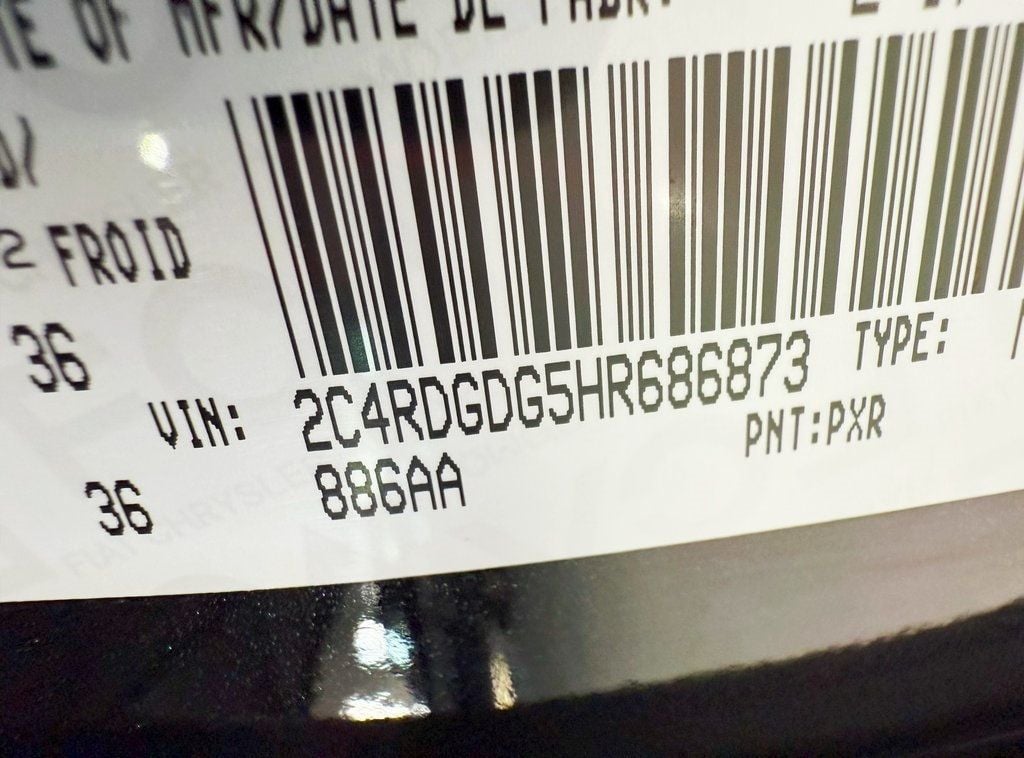 E OF MFR/DATE DE FABR.
2 FROID
36
VIN: 2C4RDGDG5HR686873 TYPE:
PNT:PXR
36 886AA